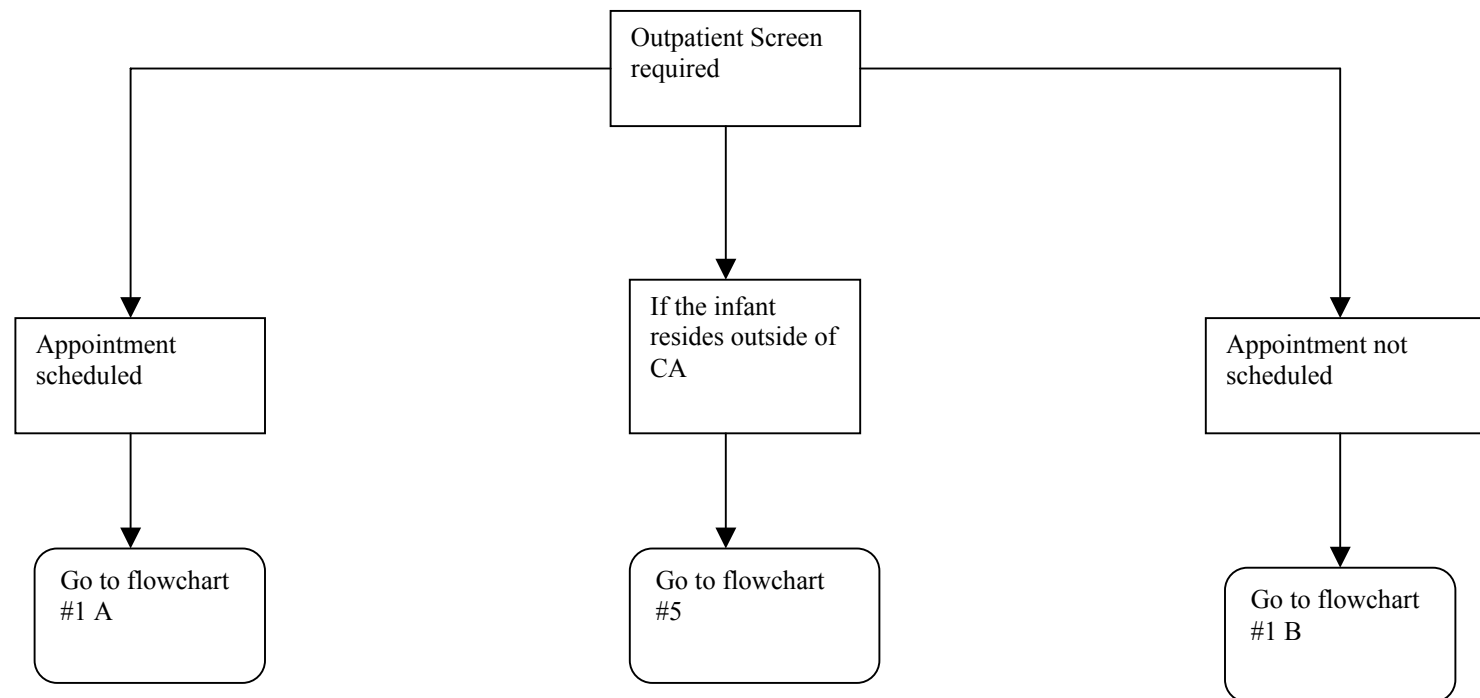 Outpatient Screen
required
Appointment
scheduled
If the infant
resides outside of
CA
Appointment not
scheduled
Go to flowchart
#1 A
Go to flowchart
#5
Go to flowchart
#1 B